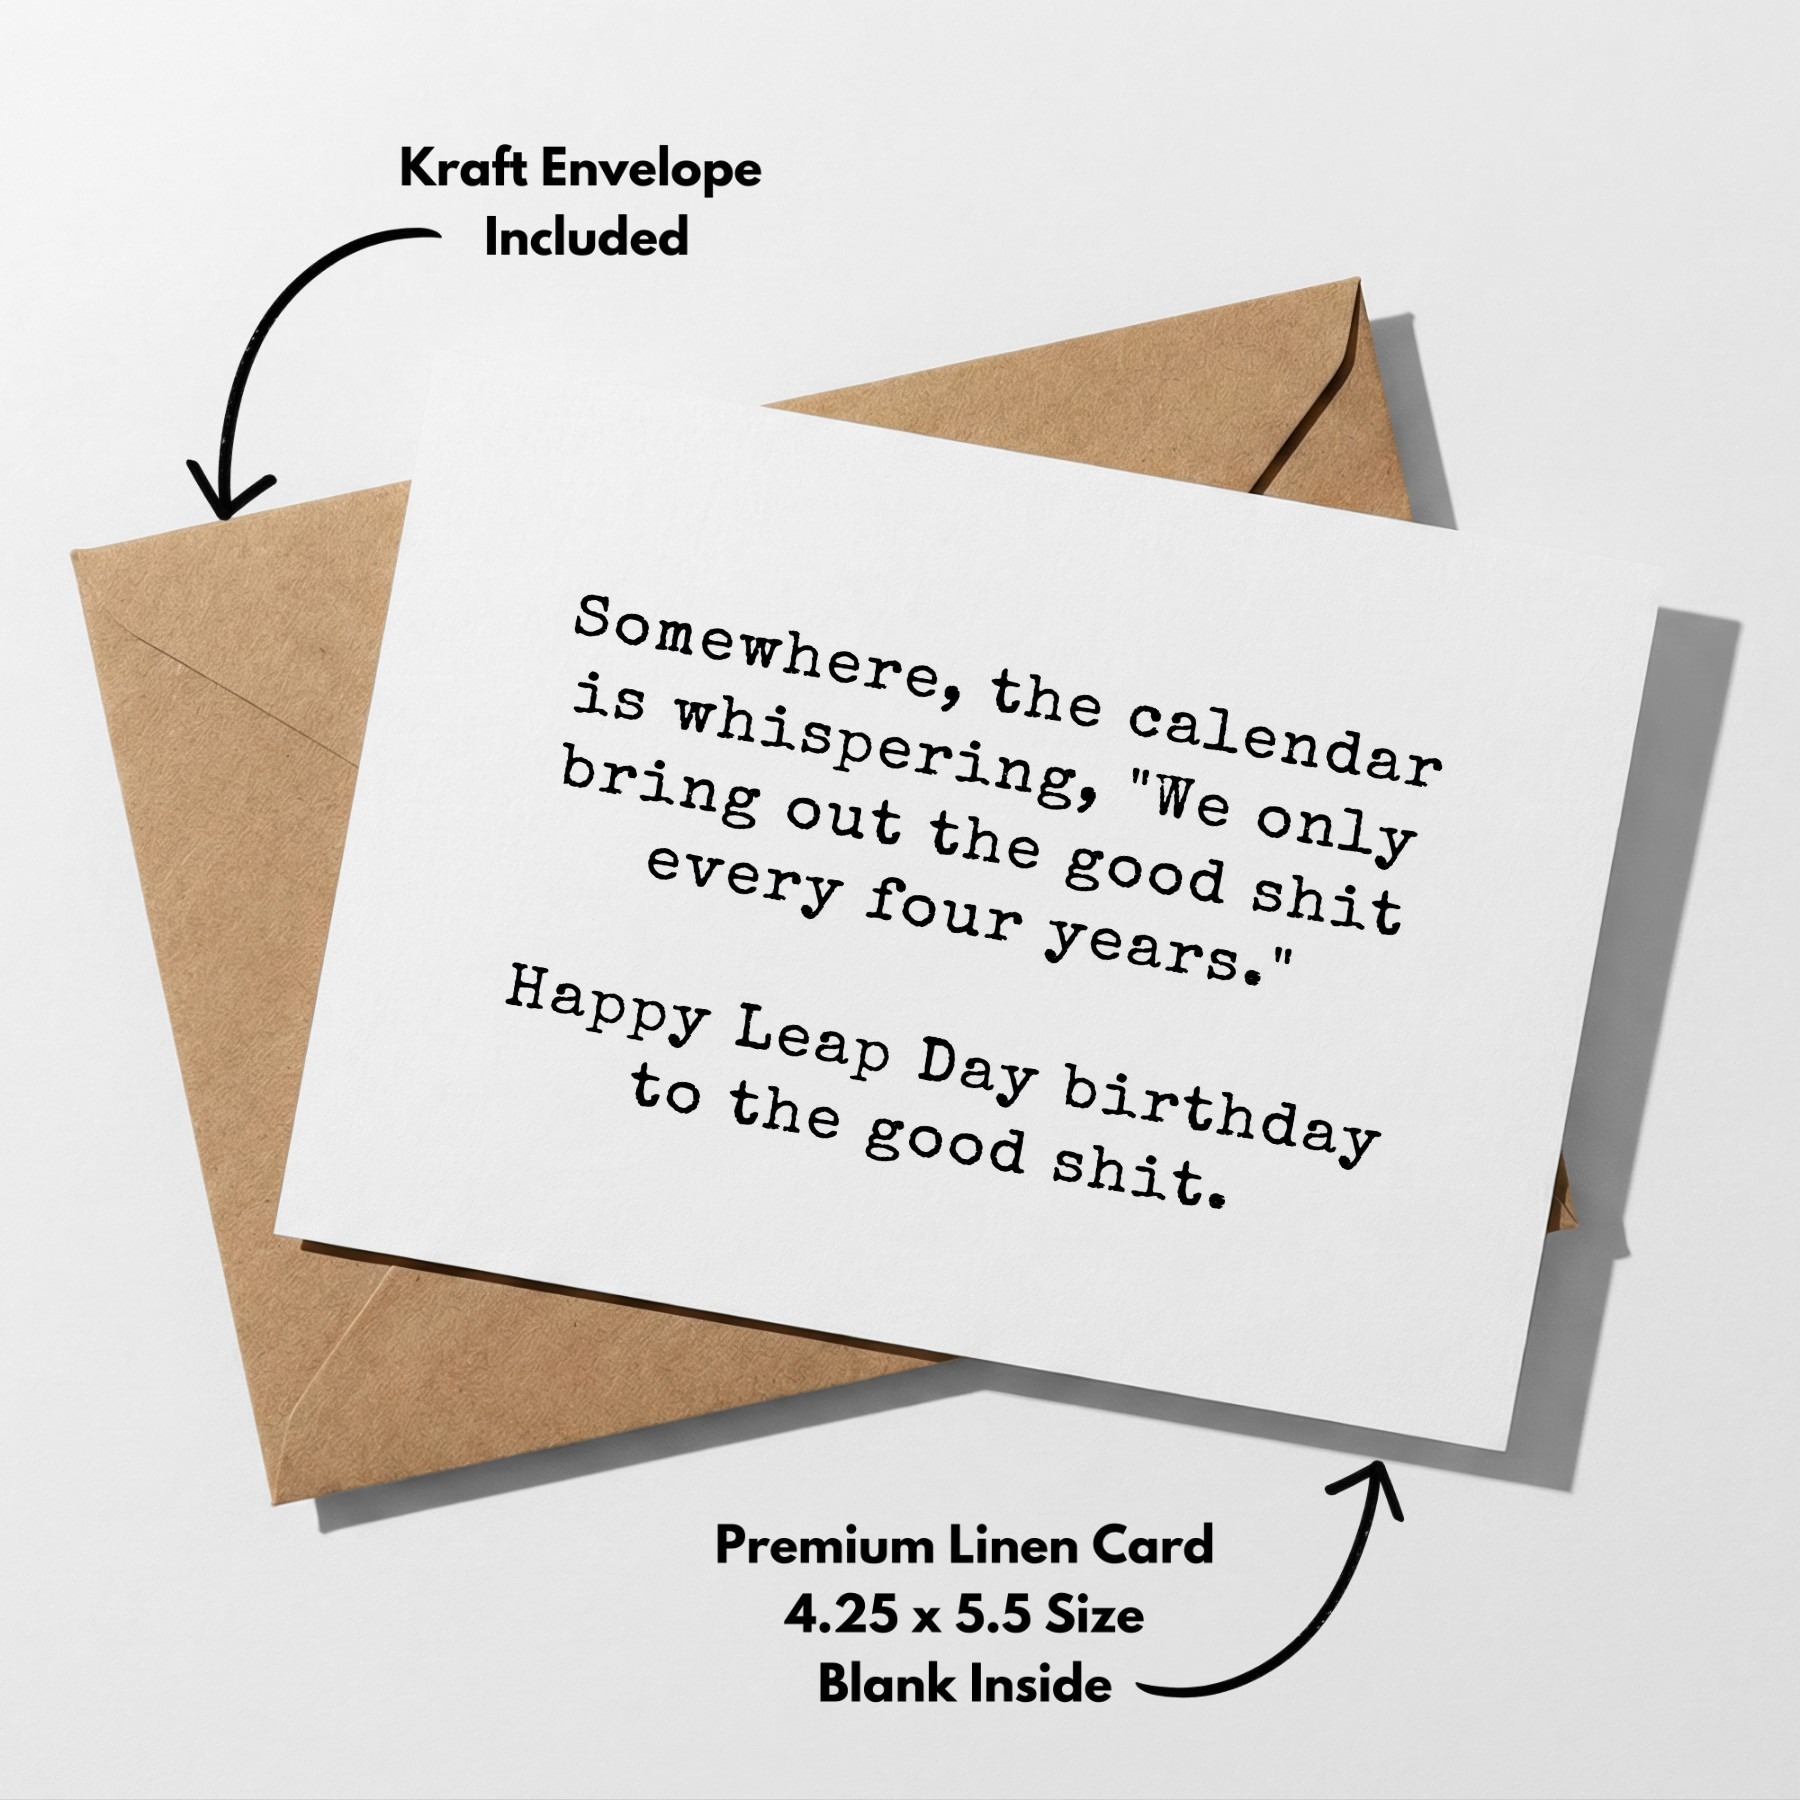 Kraft Envelope
Included
Somewhere, the calendar
is whispering, "We only
bring out the good shit
every four years."
Happy Leap Day birthday
to the good shit.
Premium Linen Card
4.25 x 5.5 Size
Blank Inside